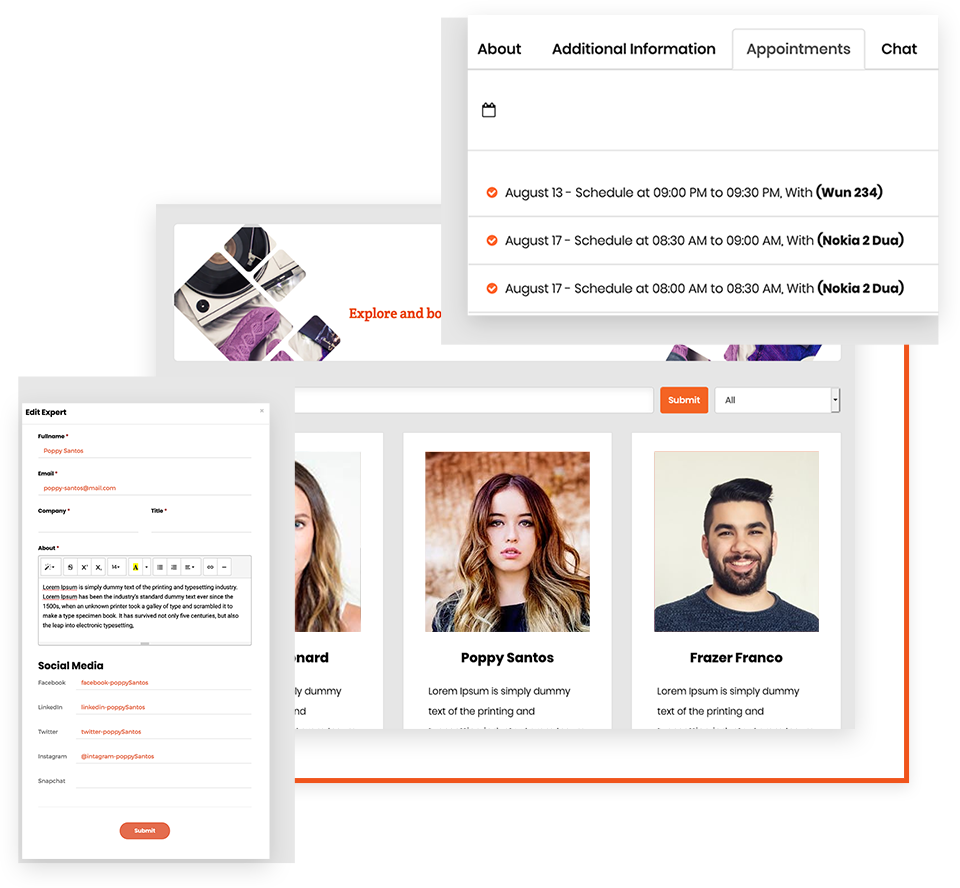 About Additional Information Appointments Chat
August 13 - Schedule at 09:00 PM to 09:30 PM, With (Wun 234)
August 17 - Schedule at 08:30 AM to 09:00 AM, With (Nokia 2 Dua)
August 17 - Schedule at 08:00 AM to 08:30 AM, With (Nokia 2 Dua)
Explore and bo
Submit All
Edit Expert ×
Fullname *
Poppy Santos
Email *
poppy-santos@mail.com
Company * Title *
About *
S X² X₂ 14 A
Lorem Ipsum is simply dummy text of the printing and typesetting industry.
Lorem Ipsum has been the industry's standard dummy text ever since the
1500s, when an unknown printer took a galley of type and scrambled it to
make a type specimen book. It has survived not only five centuries, but also
the leap into electronic typesetting,
Social Media
Facebook facebook-poppySantos
LinkedIn linkedin-poppySantos
Twitter twitter-poppySantos
Instagram @intagram-poppySantos
Snapchat
Submit
nard
ly dummy
nd
Poppy Santos
Lorem Ipsum is simply dummy
text of the printing and
Frazer Franco
Lorem Ipsum is simply dummy
text of the printing and